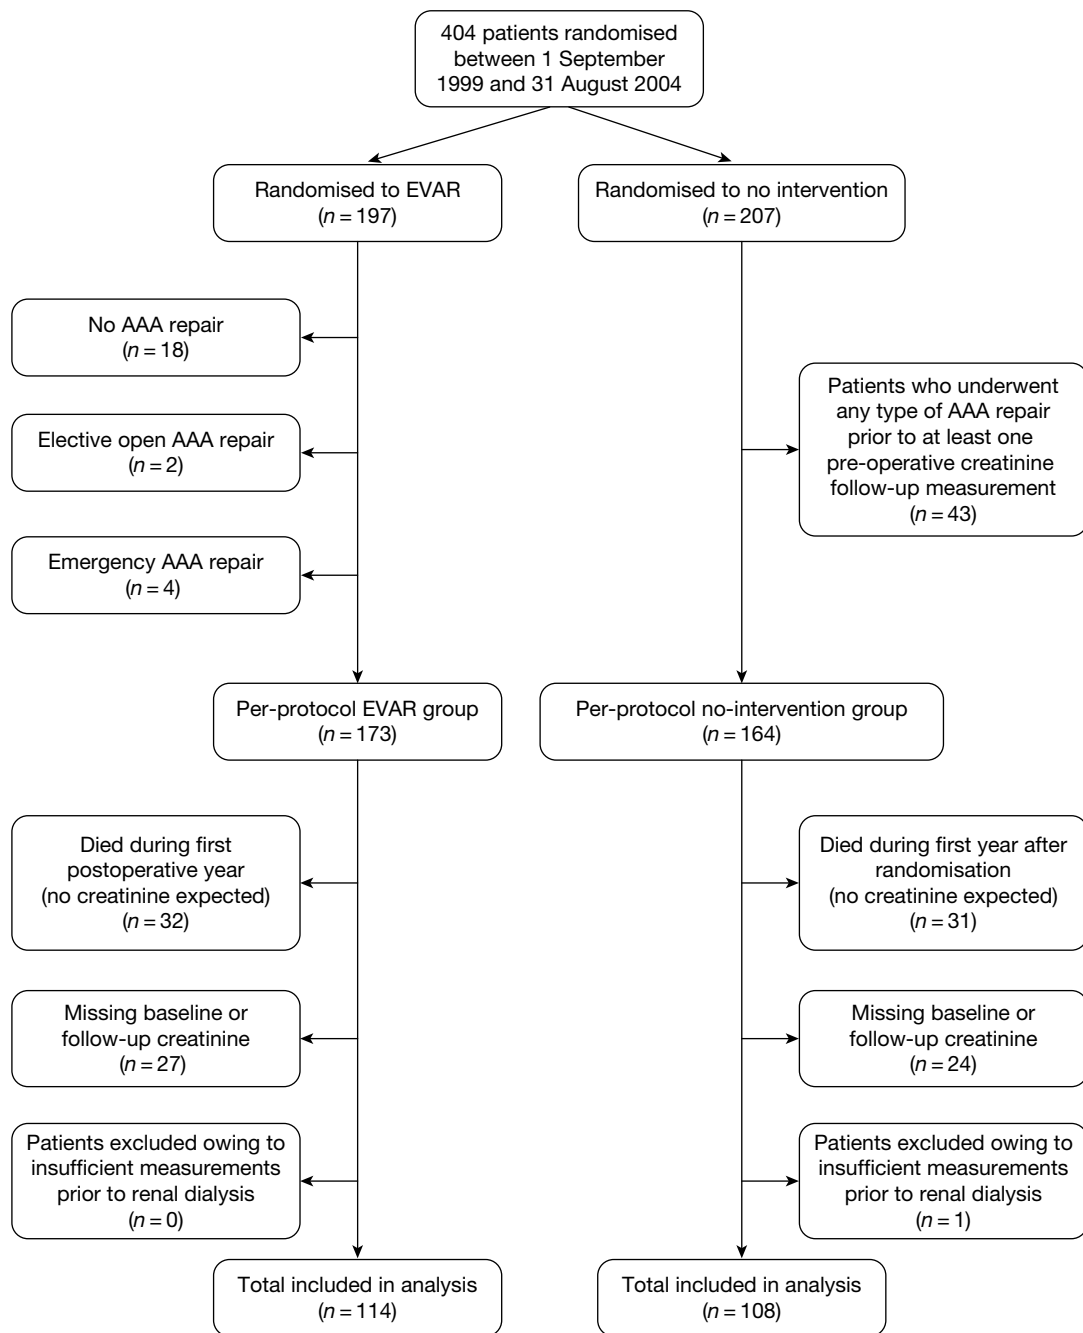 404 patients randomised
between 1 September
1999 and 31 August 2004
Randomised to EVAR
(n = 197)
Randomised to no intervention
(n = 207)
No AAA repair
(n = 18)
Elective open AAA repair
(n = 2)
Emergency AAA repair
(n = 4)
Patients who underwent
any type of AAA repair
prior to at least one
pre-operative creatinine
follow-up measurement
(n = 43)
Per-protocol EVAR group
(n = 173)
Per-protocol no-intervention group
(n = 164)
Died during first
postoperative year
(no creatinine expected)
(n = 32)
Died during first year after
randomisation
(no creatinine expected)
(n = 31)
Missing baseline or
follow-up creatinine
(n = 27)
Missing baseline or
follow-up creatinine
(n = 24)
Patients excluded owing to
insufficient measurements
prior to renal dialysis
(n = 0)
Patients excluded owing to
insufficient measurements
prior to renal dialysis
(n = 1)
Total included in analysis
(n = 114)
Total included in analysis
(n = 108)